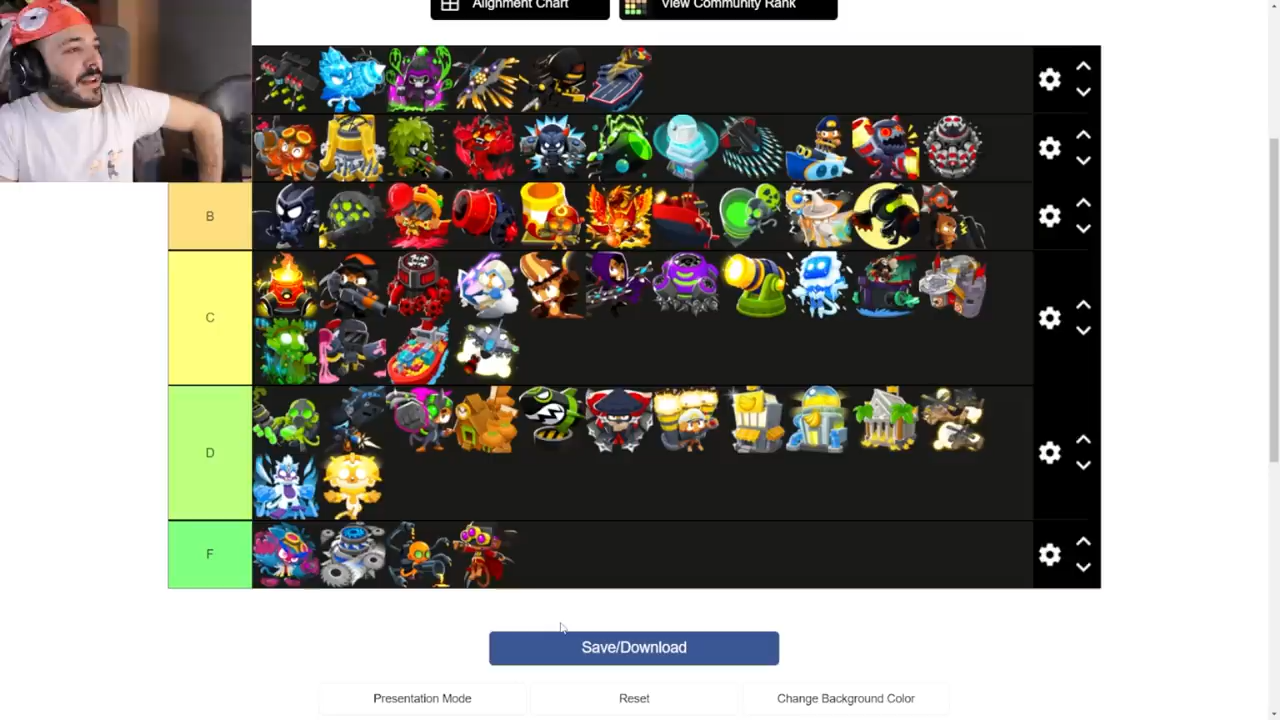 Alignment Chart
View Community Rank
B
C
D
F
Save/Download
Presentation Mode
Reset
Change Background Color